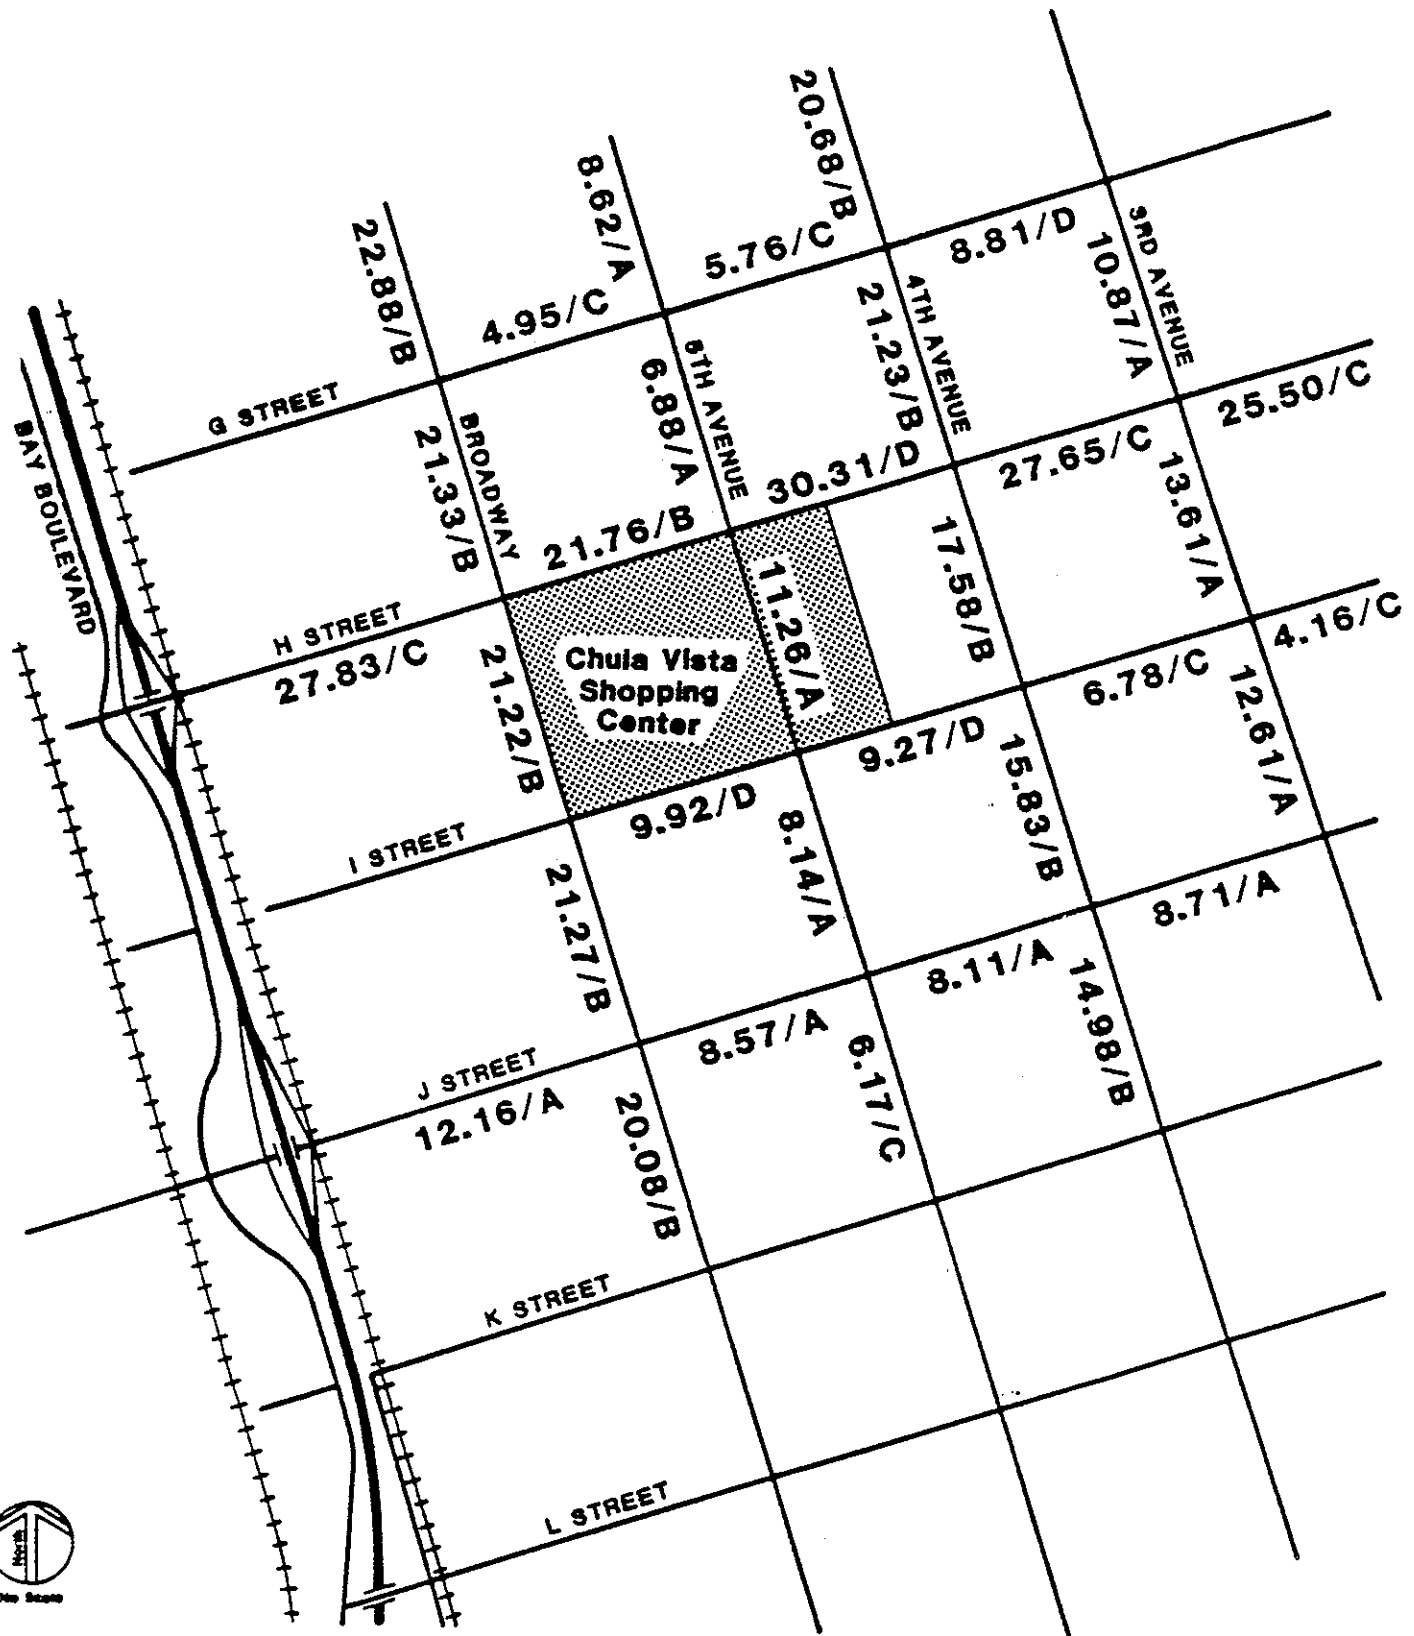 20.68/B
8.62/A
22.88/B
5.76/C
8.81/D
3RD AVENUE
10.87/A
4.95/C
4TH AVENUE
21.23/B
5TH AVENUE
6.88/A
G STREET
BAY BOULEVARD
BROADWAY
21.33/B
25.50/C
27.65/C
30.31/D
21.76/B
13.61/A
17.58/B
11.26/A
H STREET
27.83/C
21.22/B
Chula Vista
Shopping
Center
4.16/C
6.78/C
12.61/A
9.27/D
15.83/B
9.92/D
8.14/A
I STREET
21.27/B
8.71/A
8.11/A
14.98/B
8.57/A
6.17/C
J STREET
12.16/A
20.08/B
K STREET
L STREET
North
No Scale